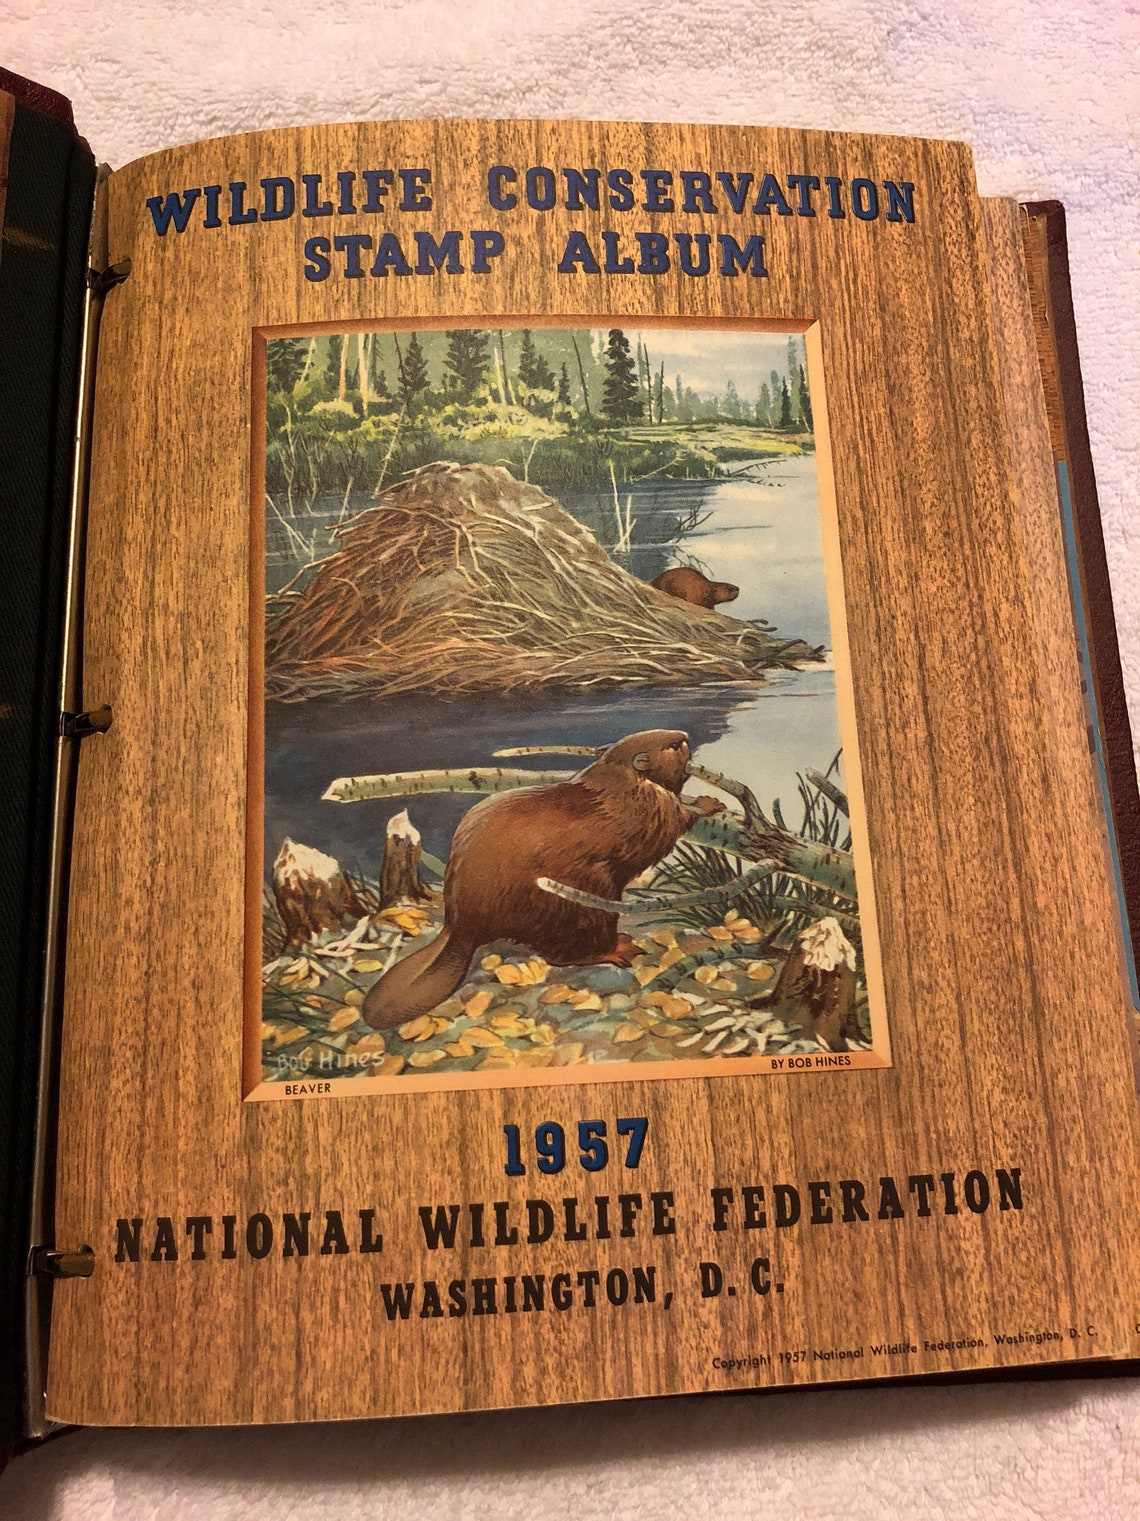 WILDLIFE CONSERVATION
STAMP ALBUM
BOB HINES
BEAVER
BY BOB HINES
1957
NATIONAL WILDLIFE FEDERATION
WASHINGTON, D. C.
Copyright 1957 National Wildlife Federation, Washington, D. C.